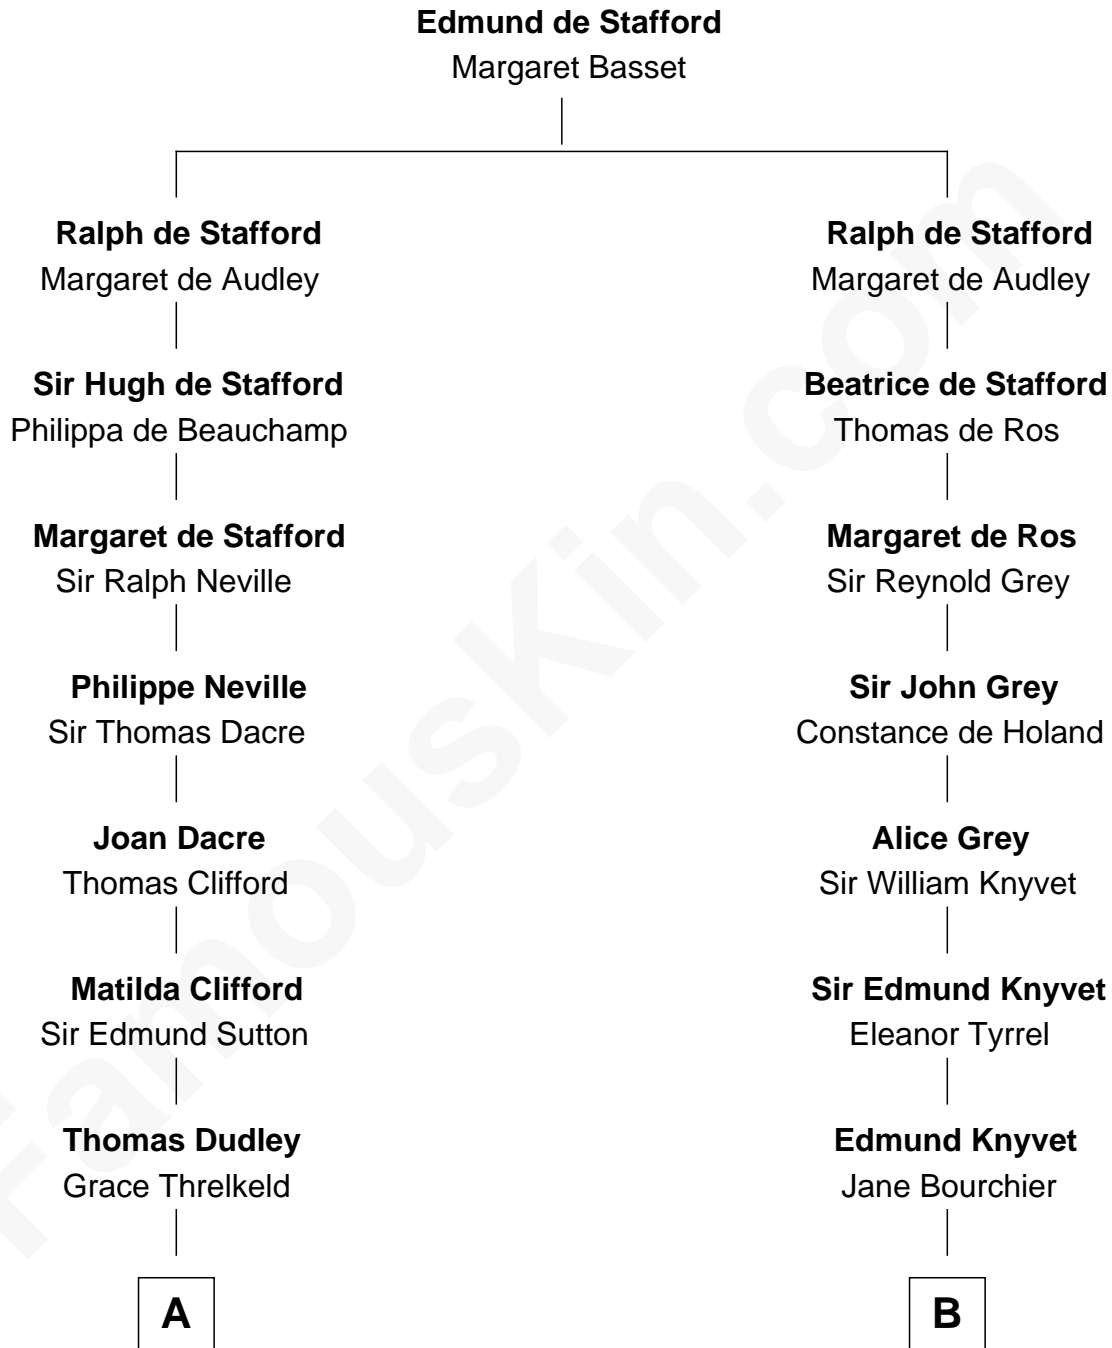 Edmund de Stafford
Margaret Basset
Ralph de Stafford
Margaret de Audley
Sir Hugh de Stafford
Philippa de Beauchamp
Margaret de Stafford
Sir Ralph Neville
Philippe Neville
Sir Thomas Dacre
Joan Dacre
Thomas Clifford
Matilda Clifford
Sir Edmund Sutton
Thomas Dudley
Grace Threlkeld
A
Ralph de Stafford
Margaret de Audley
Beatrice de Stafford
Thomas de Ros
Margaret de Ros
Sir Reynold Grey
Sir John Grey
Constance de Holand
Alice Grey
Sir William Knyvet
Sir Edmund Knyvet
Eleanor Tyrrel
Edmund Knyvet
Jane Bourchier
B
FamousKin.com